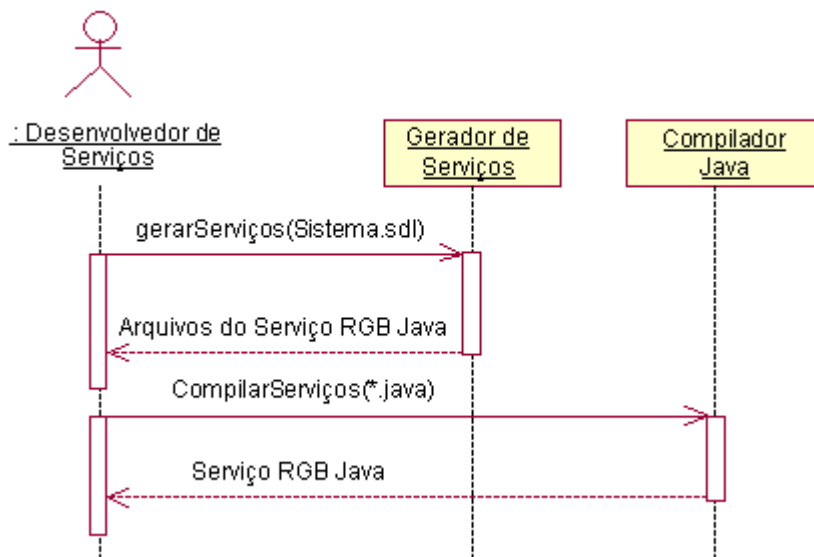 : Desenvolvedor de
Serviços
Gerador de
Serviços
Compilador
Java
gerarServiços(Sistema.sdl)
Arquivos do Serviço RGB Java
CompilarServiços(*.java)
Serviço RGB Java